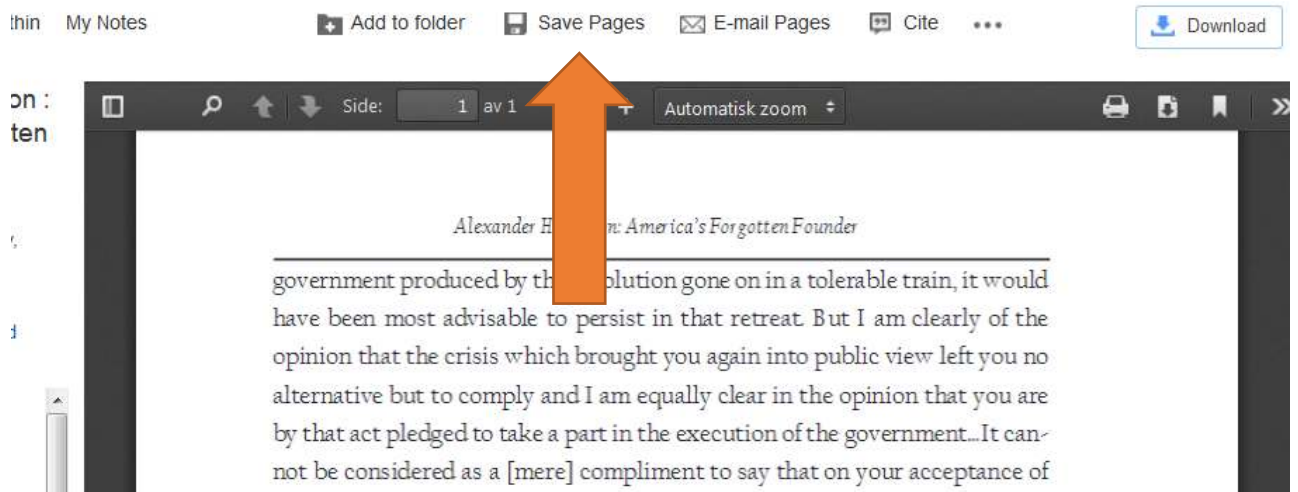 thin My Notes Add to folder Save Pages E-mail Pages Cite ••• Download
on :
ten
Side: 1 av 1 Automatisk zoom
Alexander H n: America's Forgotten Founder
government produced by th olution gone on in a tolerable train, it would
have been most advisable to persist in that retreat. But I am clearly of the
opinion that the crisis which brought you again into public view left you no
alternative but to comply and I am equally clear in the opinion that you are
by that act pledged to take a part in the execution of the government...It can-
not be considered as a [mere] compliment to say that on your acceptance of